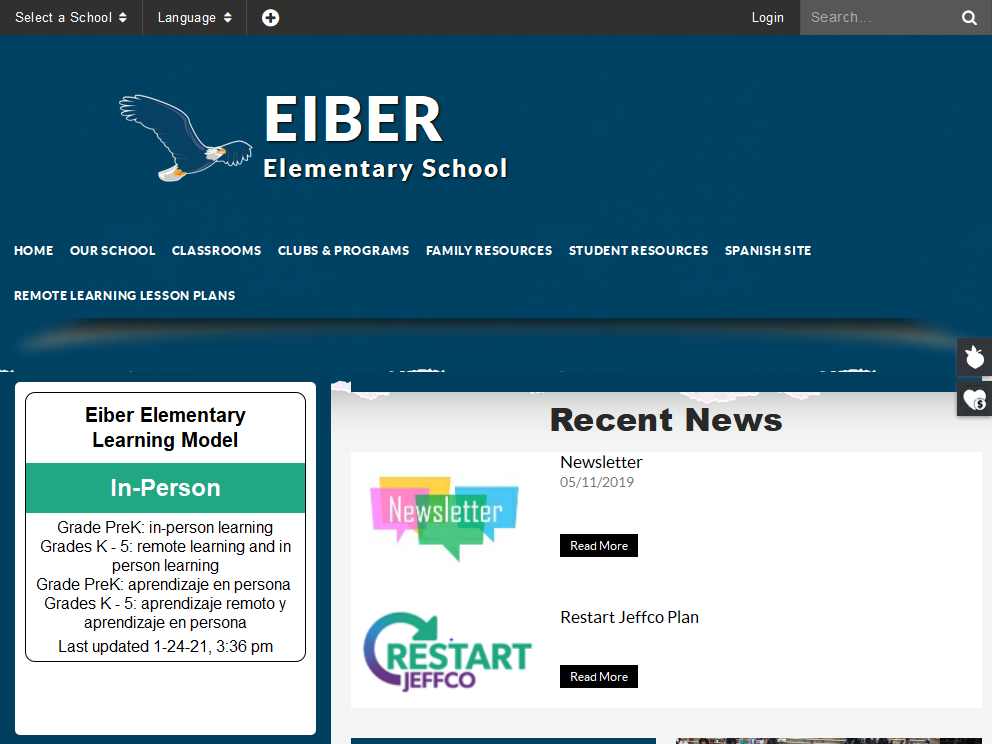 Select a School
Language
Login
Search...
EIBER
Elementary School
HOME OUR SCHOOL CLASSROOMS CLUBS & PROGRAMS FAMILY RESOURCES STUDENT RESOURCES SPANISH SITE
REMOTE LEARNING LESSON PLANS
Eiber Elementary
Learning Model
In-Person
Grade PreK: in-person learning
Grades K - 5: remote learning and in
person learning
Grade PreK: aprendizaje en persona
Grades K - 5: aprendizaje remoto y
aprendizaje en persona
Last updated 1-24-21, 3:36 pm
Recent News
Newsletter
Newsletter
05/11/2019
Read More
RESTART
JEFFCO
Restart Jeffco Plan
Read More